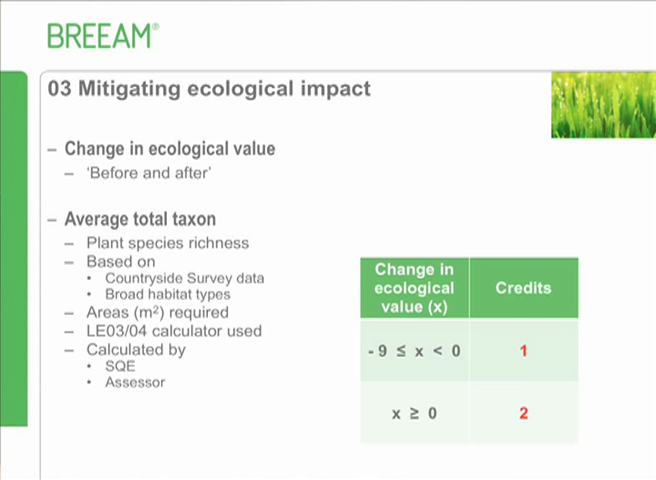 BREEAM®
03 Mitigating ecological impact
– Change in ecological value
– ‘Before and after’
– Average total taxon
– Plant species richness
– Based on
• Countryside Survey data
• Broad habitat types
– Areas (m²) required
– LE03/04 calculator used
– Calculated by
• SQE
• Assessor
Change in
ecological
value (x)
Credits
- 9 ≤ x < 0
1
x ≥ 0
2